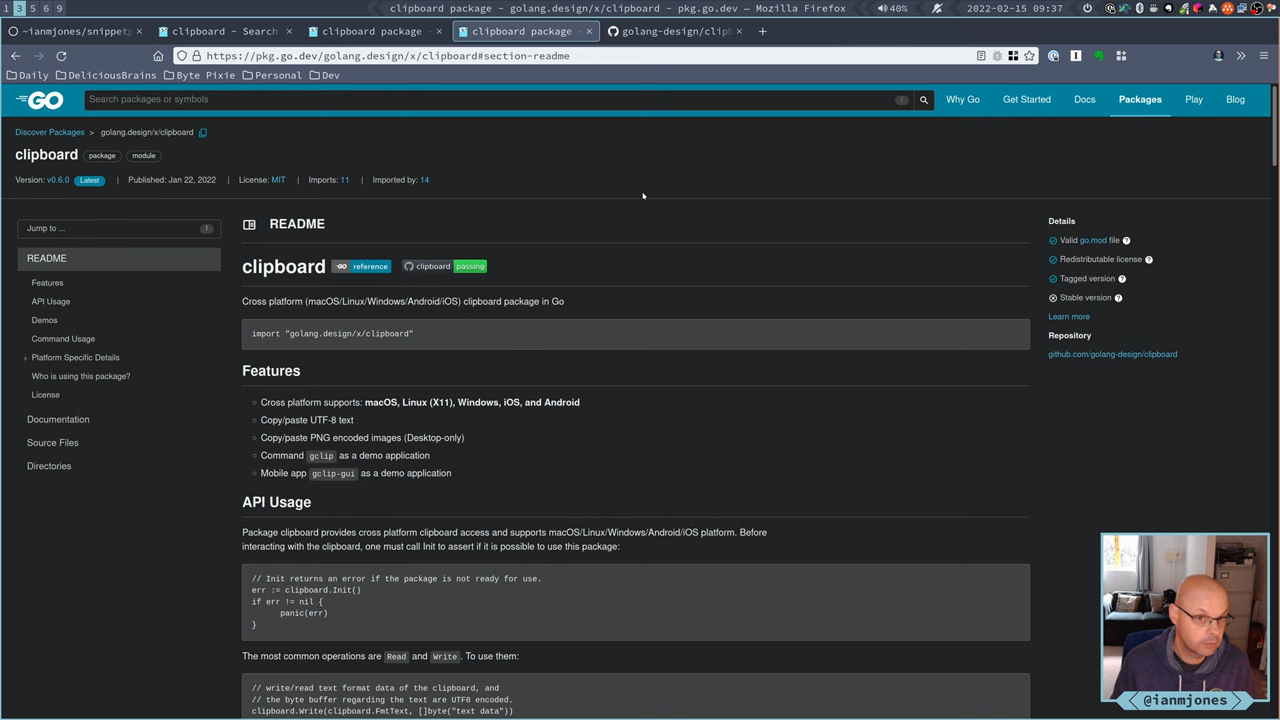 1 3 5 6 9
clipboard package - golang.design/x/clipboard - pkg.go.dev — Mozilla Firefox
40%
2022-02-15 09:37
~ianmjones/snippetp
clipboard - Search
clipboard package -
clipboard package -
golang-design/clipb
https://pkg.go.dev/golang.design/x/clipboard#section-readme
Daily
DeliciousBrains
Byte Pixie
Personal
Dev
GO
Search packages or symbols
/
Why Go
Get Started
Docs
Packages
Play
Blog
Discover Packages > golang.design/x/clipboard
clipboard package module
Version: v0.6.0 Latest | Published: Jan 22, 2022 | License: MIT | Imports: 11 | Imported by: 14
Jump to ... f
README
Features
API Usage
Demos
Command Usage
Platform Specific Details
Who is using this package?
License
Documentation
Source Files
Directories
README
clipboard GO reference clipboard passing
Cross platform (macOS/Linux/Windows/Android/iOS) clipboard package in Go
import "golang.design/x/clipboard"
Features
Cross platform supports: macOS, Linux (X11), Windows, iOS, and Android
Copy/paste UTF-8 text
Copy/paste PNG encoded images (Desktop-only)
Command gclip as a demo application
Mobile app gclip-gui as a demo application
API Usage
Package clipboard provides cross platform clipboard access and supports macOS/Linux/Windows/Android/iOS platform. Before
interacting with the clipboard, one must call Init to assert if it is possible to use this package:
// Init returns an error if the package is not ready for use.
err := clipboard.Init()
if err != nil {
panic(err)
}
The most common operations are Read and Write. To use them:
// write/read text format data of the clipboard, and
// the byte buffer regarding the text are UTF8 encoded.
clipboard.Write(clipboard.FmtText, []byte("text data"))
Details
Valid go.mod file
Redistributable license
Tagged version
Stable version
Learn more
Repository
github.com/golang-design/clipboard
@ianmjones